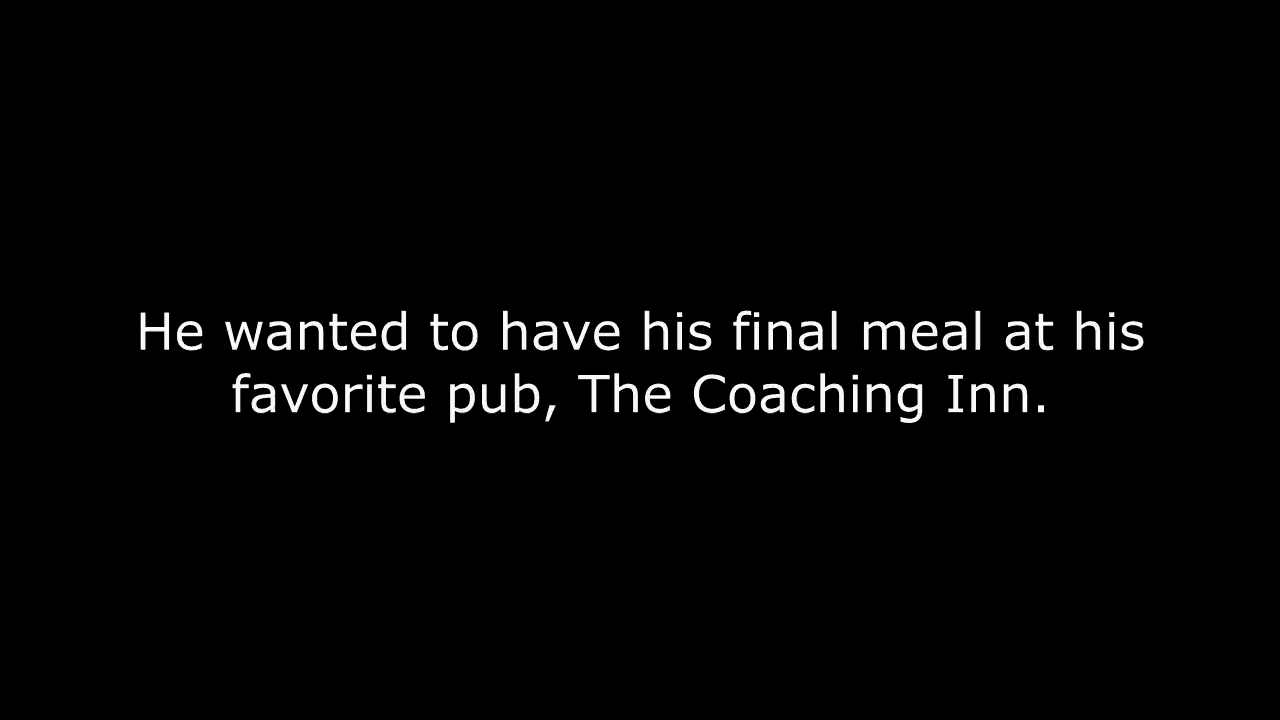 He wanted to have his final meal at his
favorite pub, The Coaching Inn.